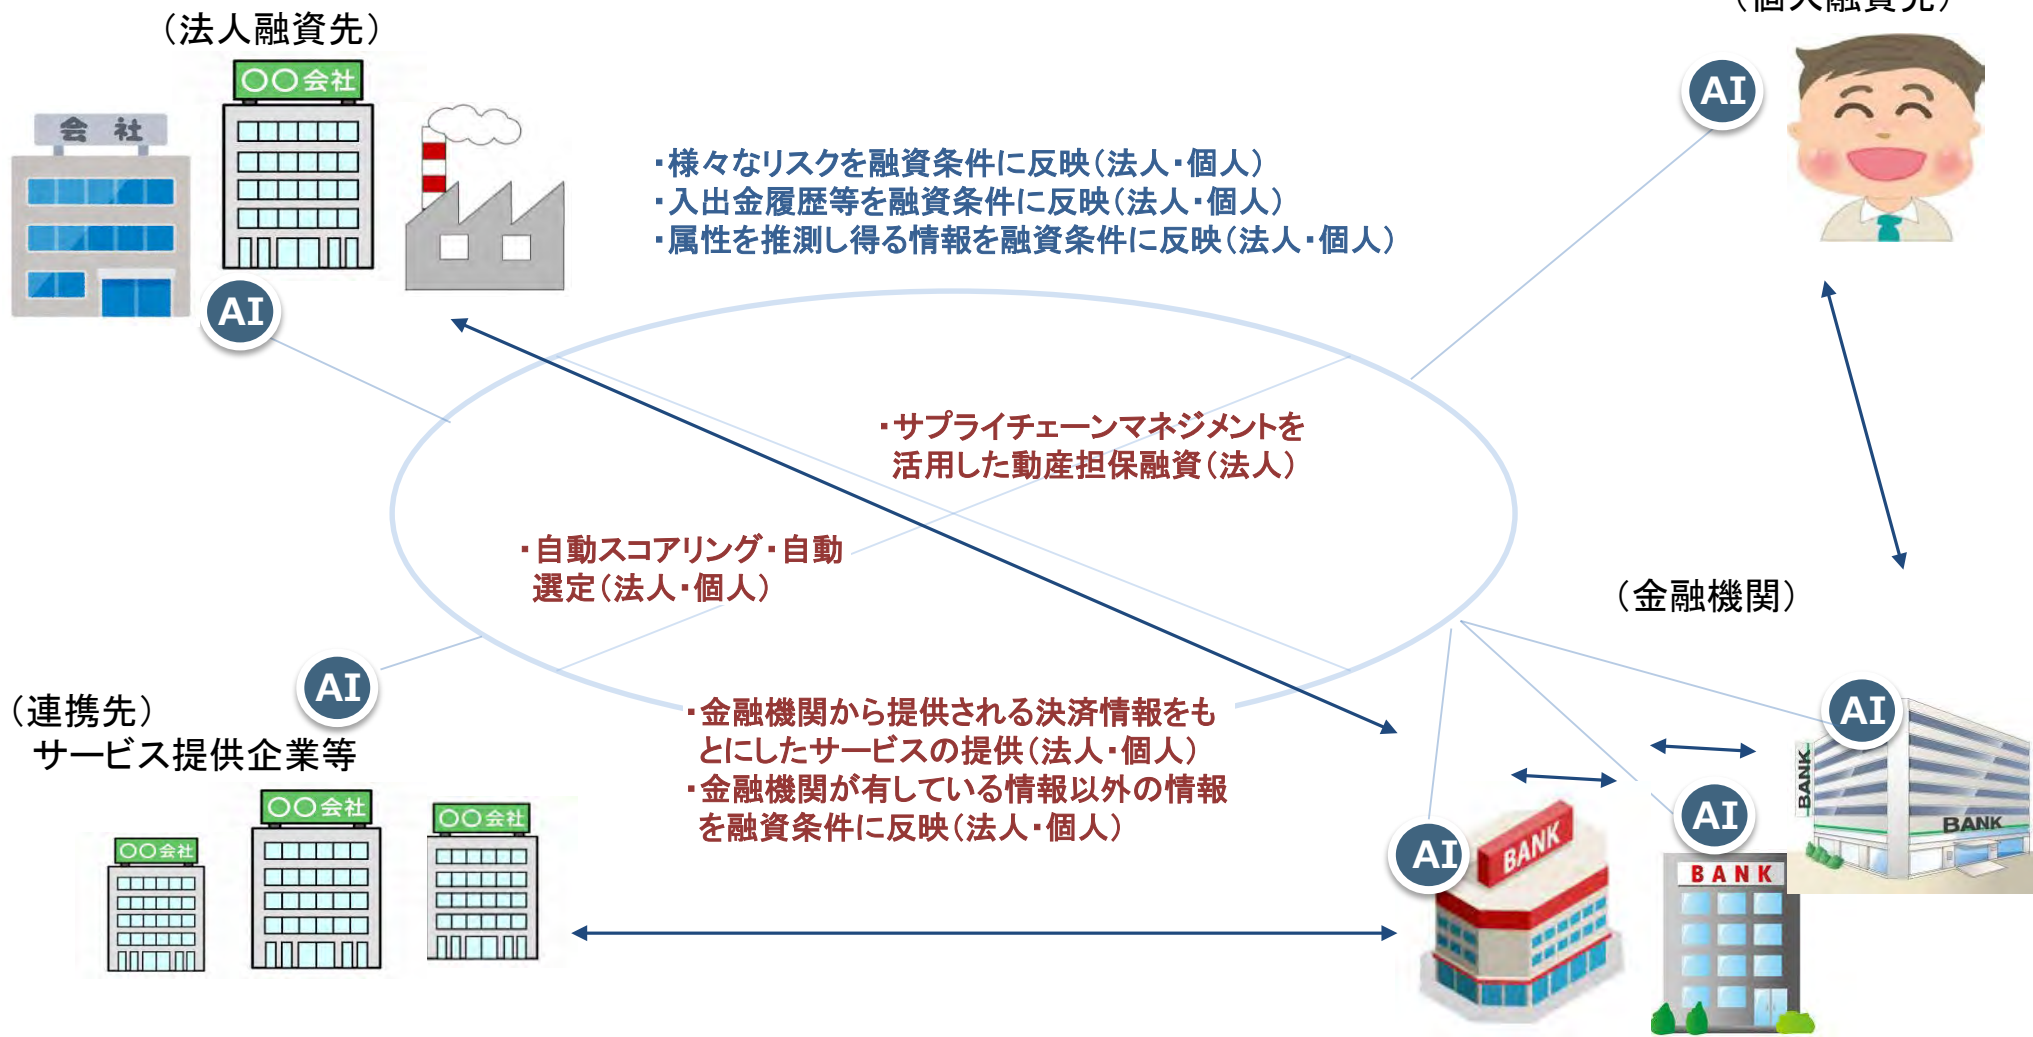 （法人融資先）
（個人融資先）
〇〇会社
会社
AI
AI
・様々なリスクを融資条件に反映（法人・個人）
・入出金履歴等を融資条件に反映（法人・個人）
・属性を推測し得る情報を融資条件に反映（法人・個人）
・サプライチェーンマネジメントを
活用した動産担保融資（法人）
・自動スコアリング・自動
選定（法人・個人）
（金融機関）
（連携先）
サービス提供企業等
AI
・金融機関から提供される決済情報をも
とにしたサービスの提供（法人・個人）
・金融機関が有している情報以外の情報
を融資条件に反映（法人・個人）
〇〇会社
〇〇会社
〇〇会社
AI
BANK
AI
BANK
AI
BANK
BANK